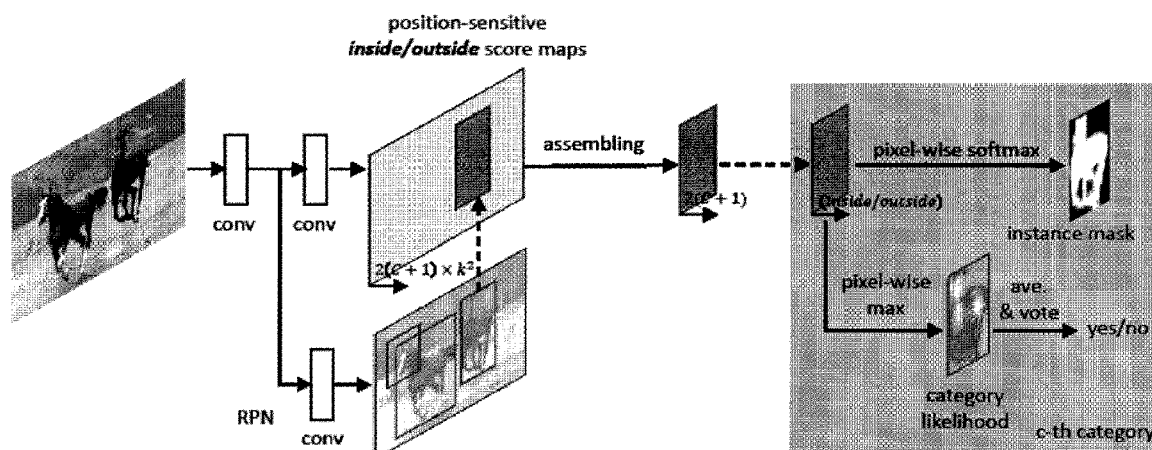 position-sensitive
inside/outside score maps
conv
conv
2(C + 1) × k²
assembling
2(C + 1)
RPN
conv
pixel-wise softmax
(inside/outside)
instance mask
pixel-wise
max
ave.
& vote
yes/no
category
likelihood
c-th category